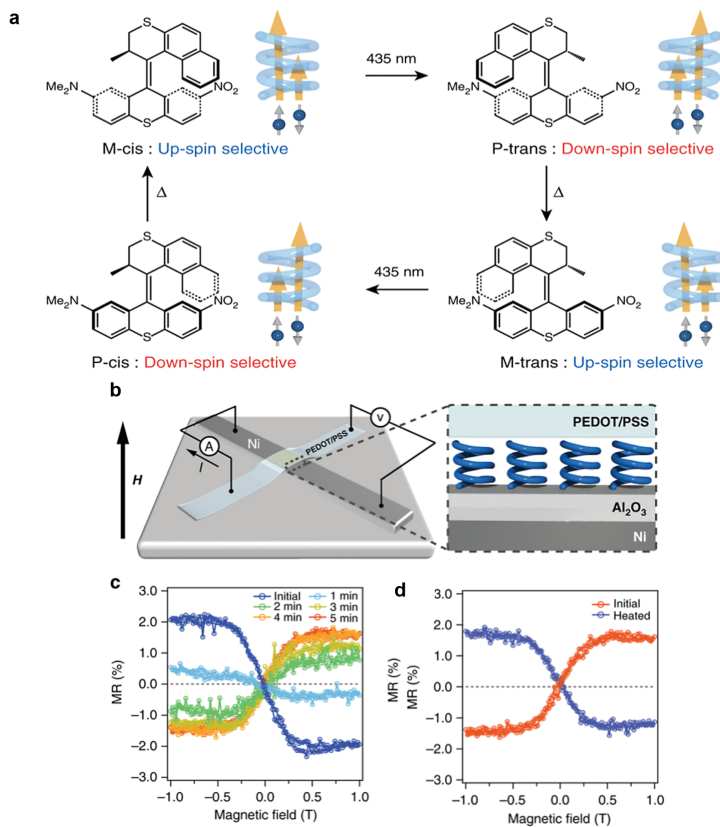 a
S
S
435 nm
Me₂N
NO₂
Me₂N
NO₂
S
S
M-cis : Up-spin selective
P-trans : Down-spin selective
Δ
Δ
S
S
435 nm
Me₂N
NO₂
Me₂N
NO₂
S
S
P-cis : Down-spin selective
M-trans : Up-spin selective
b
H
A
I
Ni
PEDOT/PSS
V
PEDOT/PSS
Al₂O₃
Ni
c
3.0
2.0
1.0
0.0
−1.0
−2.0
−3.0
MR (%)
Initial
1 min
2 min
3 min
4 min
5 min
−1.0
−0.5
0.0
0.5
1.0
Magnetic field (T)
d
3.0
2.0
1.0
0.0
−1.0
−2.0
−3.0
MR (%)
MR (%)
Initial
Heated
−1.0
−0.5
0.0
0.5
1.0
Magnetic field (T)